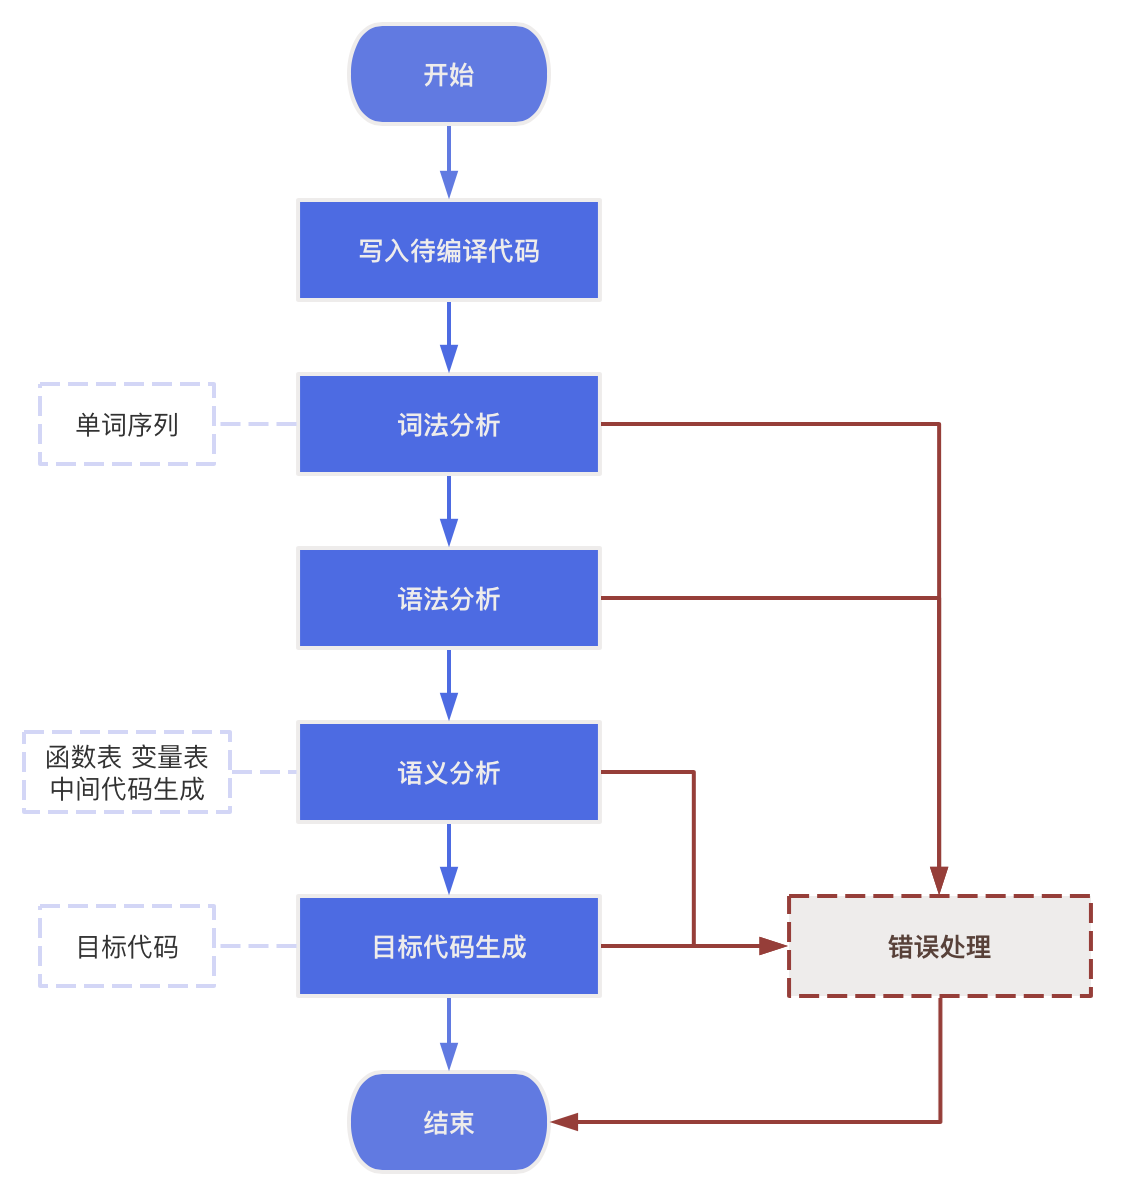 开始
写入待编译代码
单词序列
词法分析
语法分析
函数表 变量表
中间代码生成
语义分析
目标代码
目标代码生成
错误处理
结束